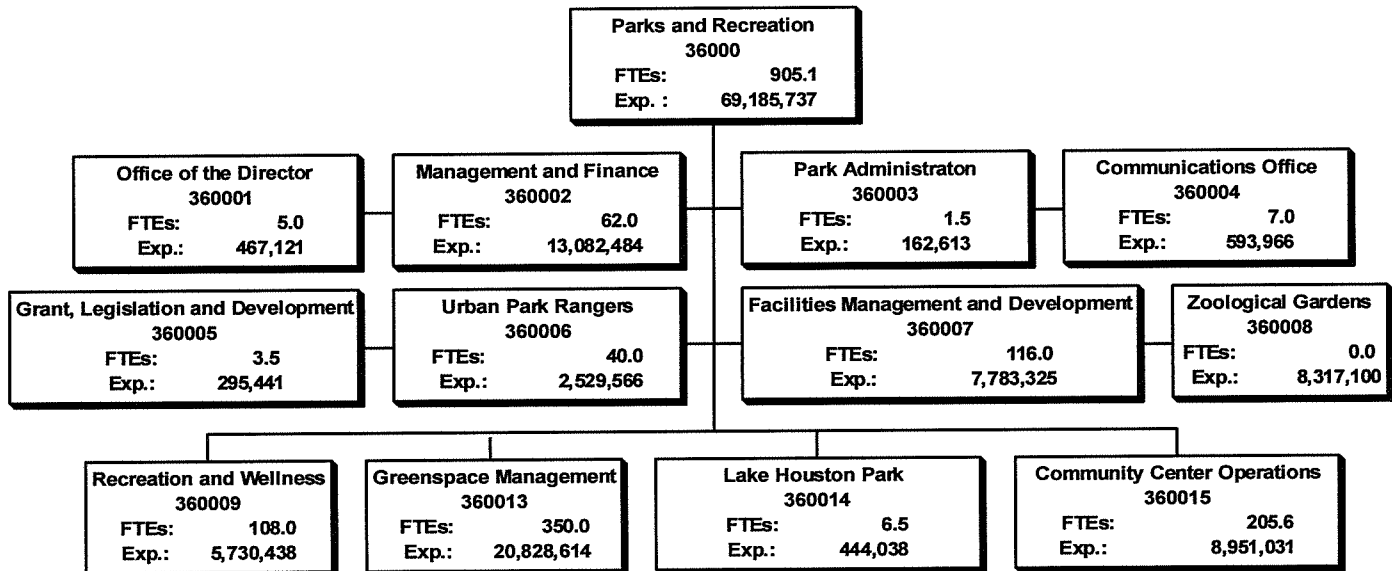 Parks and Recreation
36000
FTEs: 905.1
Exp. : 69,185,737
Office of the Director
360001
FTEs: 5.0
Exp.: 467,121
Management and Finance
360002
FTEs: 62.0
Exp.: 13,082,484
Park Administraton
360003
FTEs: 1.5
Exp.: 162,613
Communications Office
360004
FTEs: 7.0
Exp.: 593,966
Grant, Legislation and Development
360005
FTEs: 3.5
Exp.: 295,441
Urban Park Rangers
360006
FTEs: 40.0
Exp.: 2,529,566
Facilities Management and Development
360007
FTEs: 116.0
Exp.: 7,783,325
Zoological Gardens
360008
FTEs: 0.0
Exp.: 8,317,100
Recreation and Wellness
360009
FTEs: 108.0
Exp.: 5,730,438
Greenspace Management
360013
FTEs: 350.0
Exp.: 20,828,614
Lake Houston Park
360014
FTEs: 6.5
Exp.: 444,038
Community Center Operations
360015
FTEs: 205.6
Exp.: 8,951,031